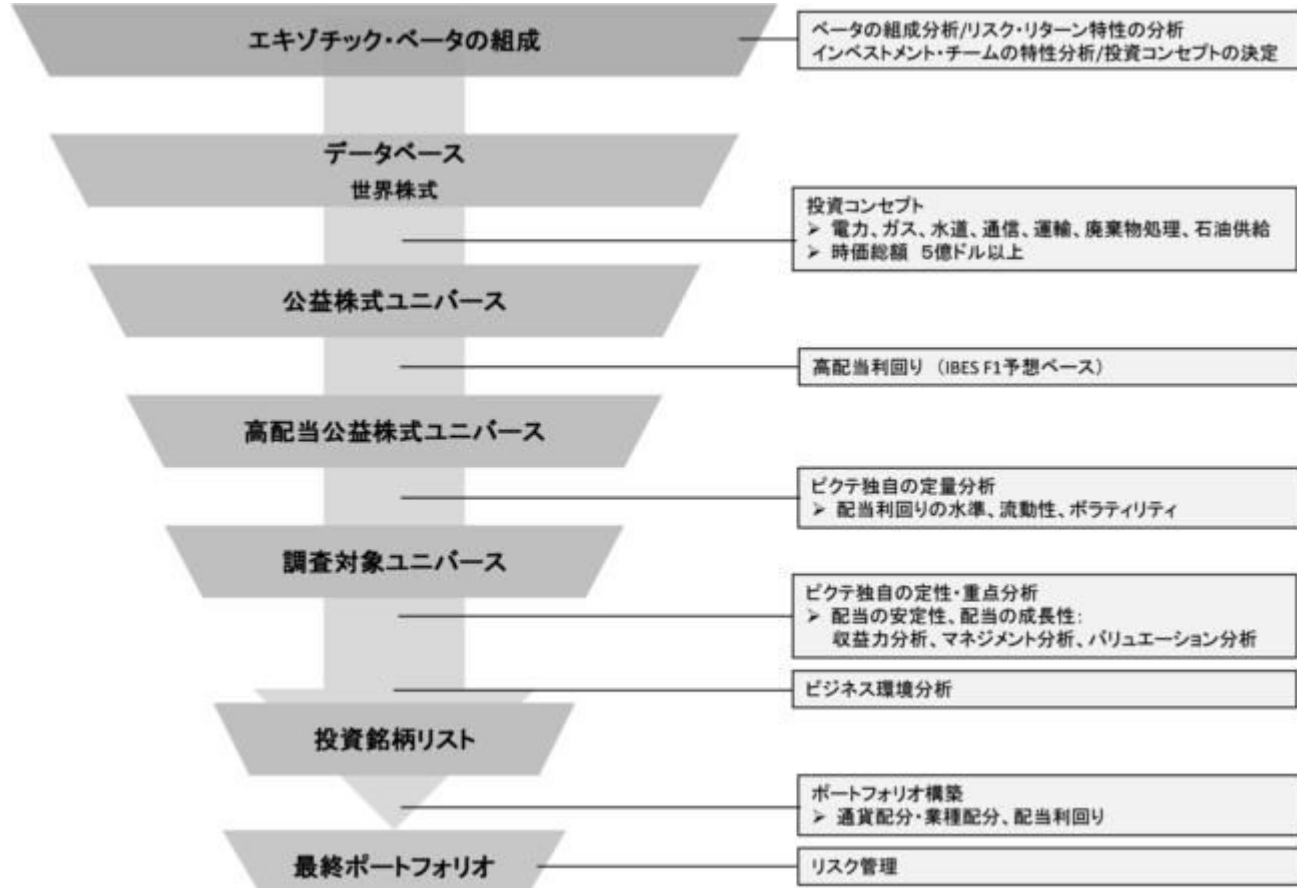 エキゾチック・ベータの組成
ベータの組成分析/リスク・リターン特性の分析
インベストメント・チームの特性分析/投資コンセプトの決定
データベース
世界株式
投資コンセプト
➢ 電力、ガス、水道、通信、運輸、廃棄物処理、石油供給
➢ 時価総額 5億ドル以上
公益株式ユニバース
高配当利回り (IBES F1予想ベース)
高配当公益株式ユニバース
ピクテ独自の定量分析
➢ 配当利回りの水準、流動性、ボラティリティ
調査対象ユニバース
ピクテ独自の定性・重点分析
➢ 配当の安定性、配当の成長性:
収益力分析、マネジメント分析、バリュエーション分析
ビジネス環境分析
投資銘柄リスト
ポートフォリオ構築
➢ 通貨配分・業種配分、配当利回り
最終ポートフォリオ
リスク管理